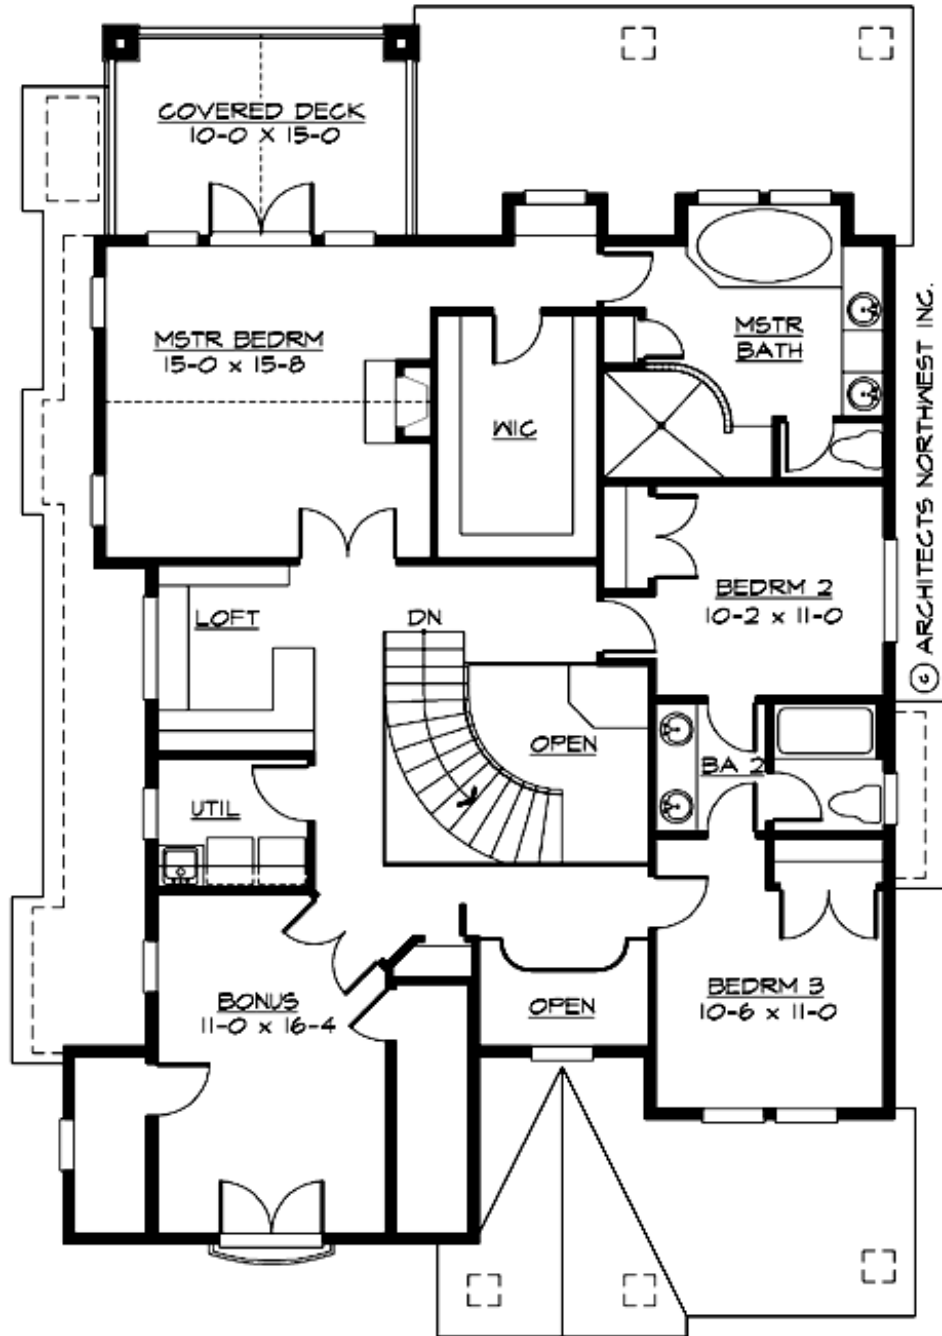 COVERED DECK
10-0 x 15-0
MSTR BEDRM
15-0 x 15-8
MSTR
BATH
WIC
BEDRM 2
10-2 x 11-0
LOFT
DN
OPEN
BA 2
UTIL
BONUS
11-0 x 16-4
OPEN
BEDRM 3
10-6 x 11-0
© ARCHITECTS NORTHWEST INC.